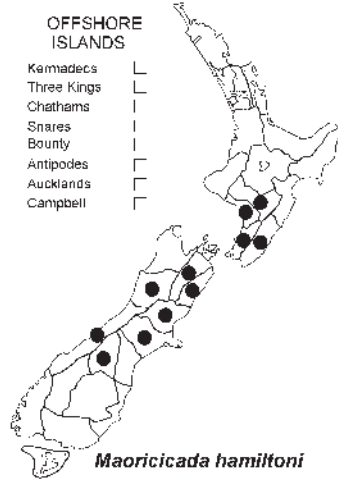 OFFSHORE
ISLANDS
Kermadecs
Three Kings
Chathams
Snares
Bounty
Antipodes
Aucklands
Campbell
Maoricicada hamiltoni